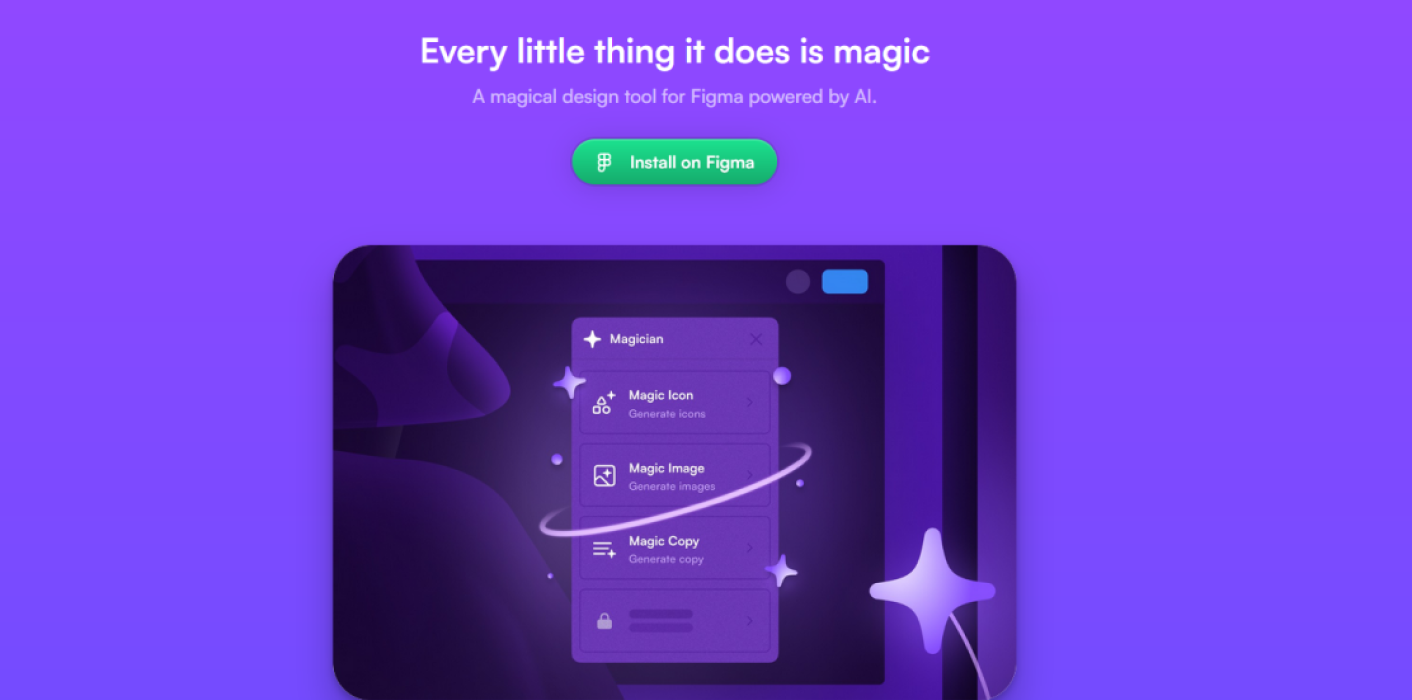 Every little thing it does is magic
A magical design tool for Figma powered by AI.
Install on Figma
Magician
Magic Icon
Generate icons
Magic Image
Generate images
Magic Copy
Generate copy